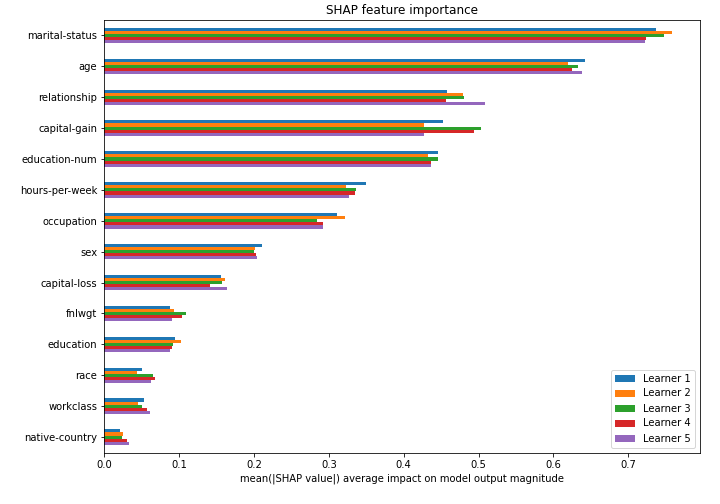 SHAP feature importance
marital-status
age
relationship
capital-gain
education-num
hours-per-week
occupation
sex
capital-loss
fnlwgt
education
race
workclass
native-country
Learner 1
Learner 2
Learner 3
Learner 4
Learner 5
0.0 0.1 0.2 0.3 0.4 0.5 0.6 0.7
mean(|SHAP value|) average impact on model output magnitude